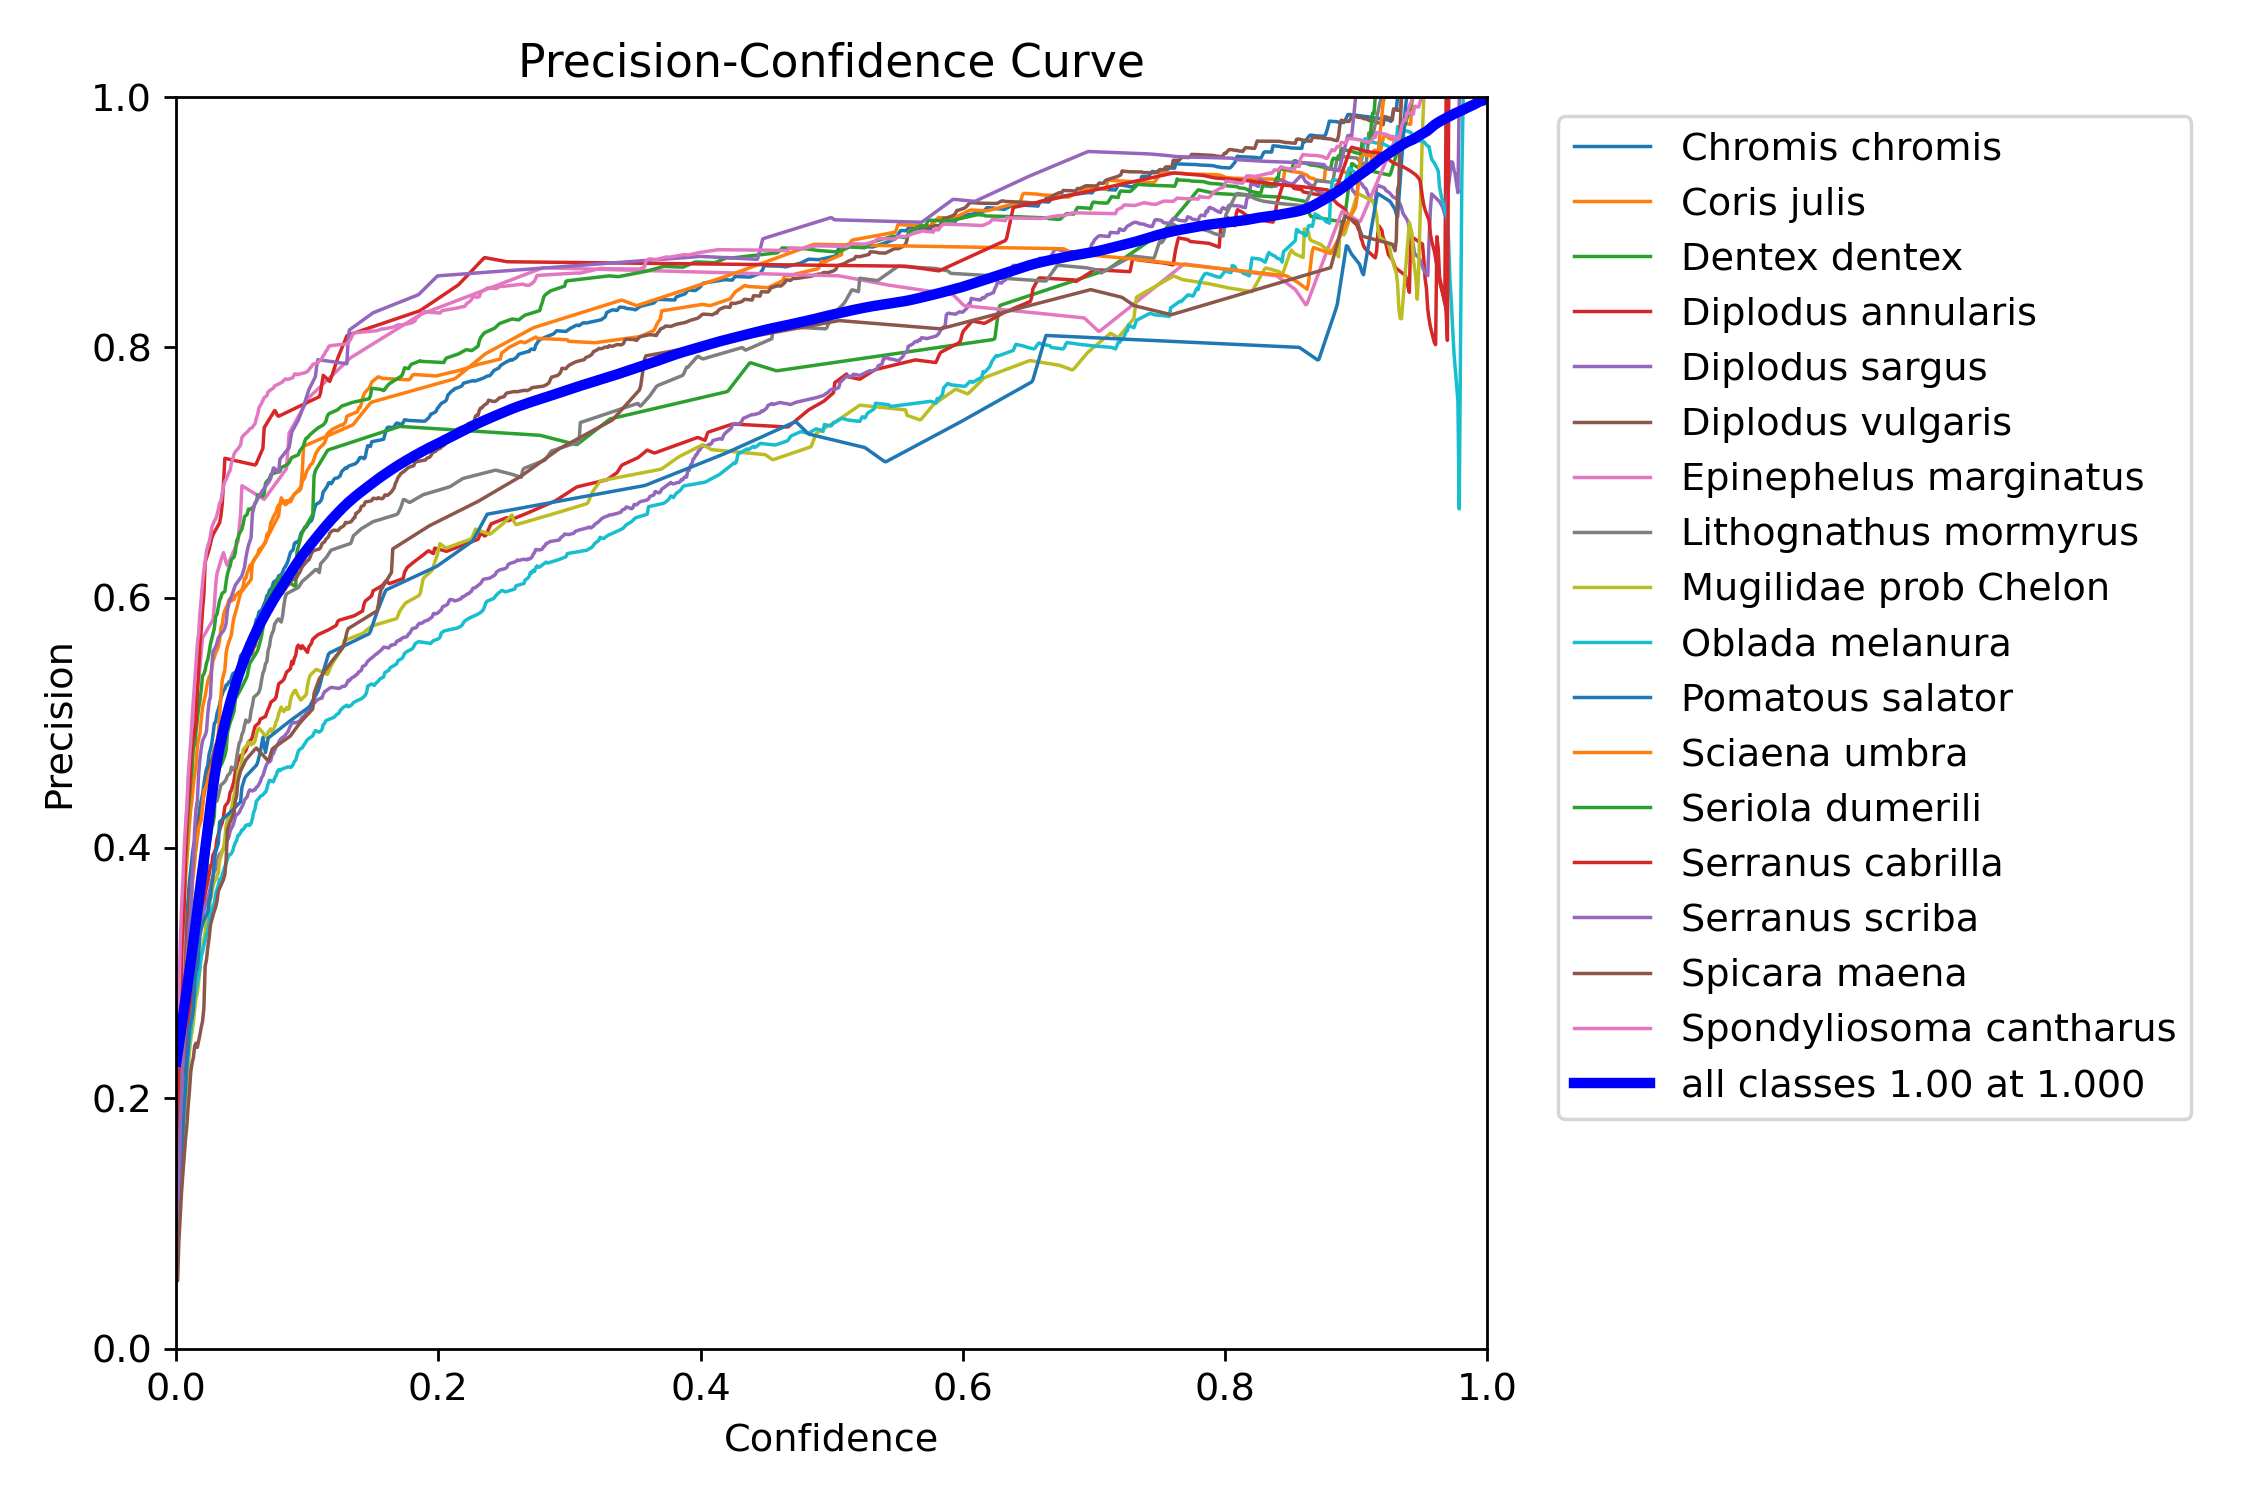 Precision-Confidence Curve
1.0
0.8
0.6
0.4
0.2
0.0
Precision
0.0 0.2 0.4 0.6 0.8 1.0
Confidence
Chromis chromis
Coris julis
Dentex dentex
Diplodus annularis
Diplodus sargus
Diplodus vulgaris
Epinephelus marginatus
Lithognathus mormyrus
Mugilidae prob Chelon
Oblada melanura
Pomatous salator
Sciaena umbra
Seriola dumerili
Serranus cabrilla
Serranus scriba
Spicara maena
Spondyliosoma cantharus
all classes 1.00 at 1.000